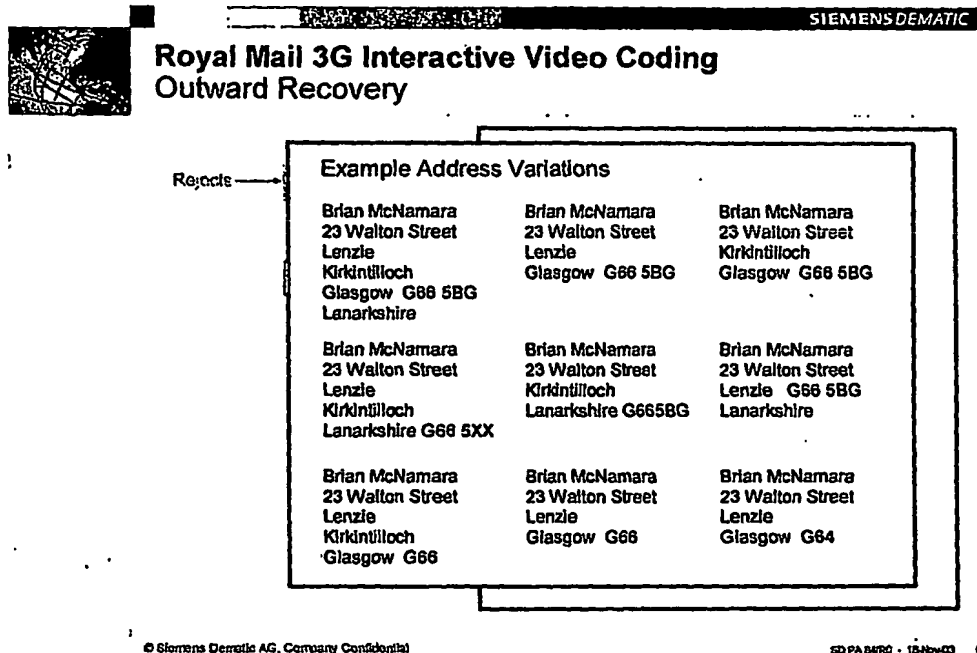 SIEMENS DEMATIC
Royal Mail 3G Interactive Video Coding
Outward Recovery
Rejects
Example Address Variations
Brian McNamara
23 Walton Street
Lenzie
Kirkintilloch
Glasgow G66 5BG
Lanarkshire
Brian McNamara
23 Walton Street
Lenzie
Glasgow G66 5BG
Brian McNamara
23 Walton Street
Kirkintilloch
Glasgow G66 5BG
Brian McNamara
23 Walton Street
Lenzie
Kirkintilloch
Lanarkshire G66 5XX
Brian McNamara
23 Walton Street
Kirkintilloch
Lanarkshire G665BG
Brian McNamara
23 Walton Street
Lenzie G66 5BG
Lanarkshire
Brian McNamara
23 Walton Street
Lenzie
Kirkintilloch
Glasgow G66
Brian McNamara
23 Walton Street
Lenzie
Glasgow G66
Brian McNamara
23 Walton Street
Lenzie
Glasgow G64
© Siemens Dematic AG, Company Confidential
SD PA - 18-Nov-03